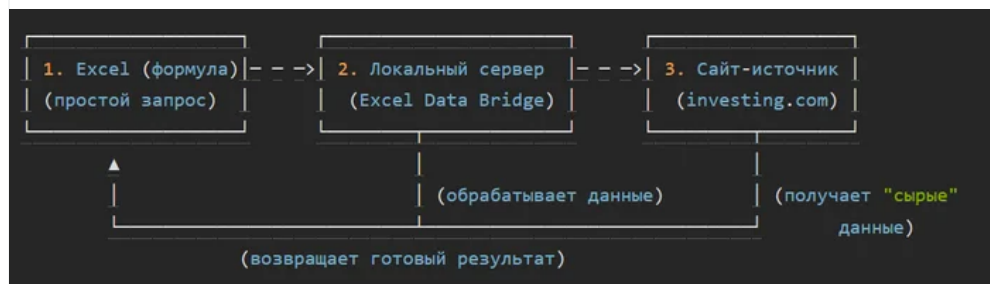 1. Excel (формула) 2. Локальный сервер 3. Сайт-источник
(простой запрос) (Excel Data Bridge) (investing.com)
(обрабатывает данные) (получает "сырые"
данные)
(возвращает готовый результат)